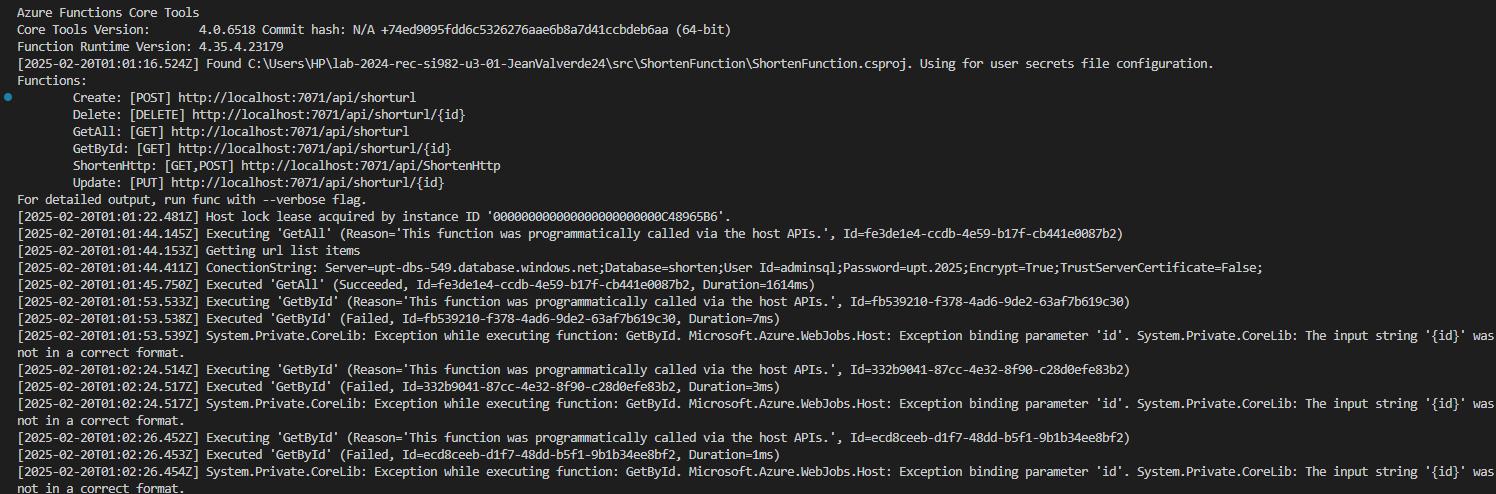 Azure Functions Core Tools
Core Tools Version:       4.0.6518 Commit hash: N/A +74ed9095fdd6c5326276aae6b8a7d41ccbdeb6aa (64-bit)
Function Runtime Version: 4.35.4.23179
[2025-02-20T01:01:16.524Z] Found C:\Users\HP\lab-2024-rec-si982-u3-01-JeanValverde24\src\ShortenFunction\ShortenFunction.csproj. Using for user secrets file configuration.
Functions:
        Create: [POST] http://localhost:7071/api/shorturl
        Delete: [DELETE] http://localhost:7071/api/shorturl/{id}
        GetAll: [GET] http://localhost:7071/api/shorturl
        GetById: [GET] http://localhost:7071/api/shorturl/{id}
        ShortenHttp: [GET,POST] http://localhost:7071/api/ShortenHttp
        Update: [PUT] http://localhost:7071/api/shorturl/{id}
For detailed output, run func with --verbose flag.
[2025-02-20T01:01:22.481Z] Host lock lease acquired by instance ID '000000000000000000000000C48965B6'.
[2025-02-20T01:01:44.145Z] Executing 'GetAll' (Reason='This function was programmatically called via the host APIs.', Id=fe3de1e4-ccdb-4e59-b17f-cb441e0087b2)
[2025-02-20T01:01:44.153Z] Getting url list items
[2025-02-20T01:01:44.411Z] ConectionString: Server=upt-dbs-549.database.windows.net;Database=shorten;User Id=adminsql;Password=upt.2025;Encrypt=True;TrustServerCertificate=False;
[2025-02-20T01:01:45.750Z] Executed 'GetAll' (Succeeded, Id=fe3de1e4-ccdb-4e59-b17f-cb441e0087b2, Duration=1614ms)
[2025-02-20T01:01:53.533Z] Executing 'GetById' (Reason='This function was programmatically called via the host APIs.', Id=fb539210-f378-4ad6-9de2-63af7b619c30)
[2025-02-20T01:01:53.538Z] Executed 'GetById' (Failed, Id=fb539210-f378-4ad6-9de2-63af7b619c30, Duration=7ms)
[2025-02-20T01:01:53.539Z] System.Private.CoreLib: Exception while executing function: GetById. Microsoft.Azure.WebJobs.Host: Exception binding parameter 'id'. System.Private.CoreLib: The input string '{id}' was
not in a correct format.
[2025-02-20T01:02:24.514Z] Executing 'GetById' (Reason='This function was programmatically called via the host APIs.', Id=332b9041-87cc-4e32-8f90-c28d0efe83b2)
[2025-02-20T01:02:24.517Z] Executed 'GetById' (Failed, Id=332b9041-87cc-4e32-8f90-c28d0efe83b2, Duration=3ms)
[2025-02-20T01:02:24.517Z] System.Private.CoreLib: Exception while executing function: GetById. Microsoft.Azure.WebJobs.Host: Exception binding parameter 'id'. System.Private.CoreLib: The input string '{id}' was
not in a correct format.
[2025-02-20T01:02:26.452Z] Executing 'GetById' (Reason='This function was programmatically called via the host APIs.', Id=ecd8ceeb-d1f7-48dd-b5f1-9b1b34ee8bf2)
[2025-02-20T01:02:26.453Z] Executed 'GetById' (Failed, Id=ecd8ceeb-d1f7-48dd-b5f1-9b1b34ee8bf2, Duration=1ms)
[2025-02-20T01:02:26.454Z] System.Private.CoreLib: Exception while executing function: GetById. Microsoft.Azure.WebJobs.Host: Exception binding parameter 'id'. System.Private.CoreLib: The input string '{id}' was
not in a correct format.